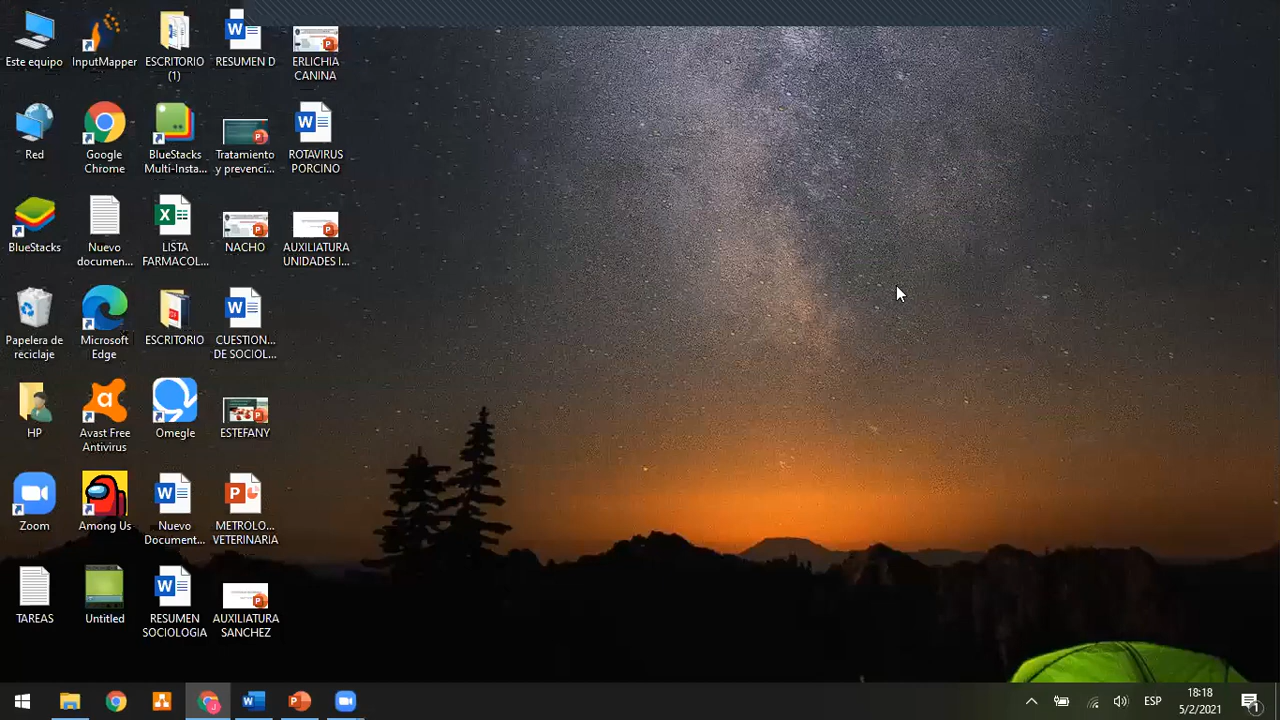 Este equipo
InputMapper
ESCRITORIO
(1)
RESUMEN D
ERLICHIA
CANINA
Red
Google
Chrome
BlueStacks
Multi-Insta...
Tratamiento
y prevenci...
ROTAVIRUS
PORCINO
BlueStacks
Nuevo
documen...
LISTA
FARMACOL...
NACHO
AUXILIATURA
UNIDADES I...
Papelera de
reciclaje
Microsoft
Edge
ESCRITORIO
CUESTION...
DE SOCIOL...
HP
Avast Free
Antivirus
Omegle
ESTEFANY
Zoom
Among Us
Nuevo
Document...
METROLO...
VETERINARIA
TAREAS
Untitled
RESUMEN
SOCIOLOGIA
AUXILIATURA
SANCHEZ
ESP
18:18
5/2/2021